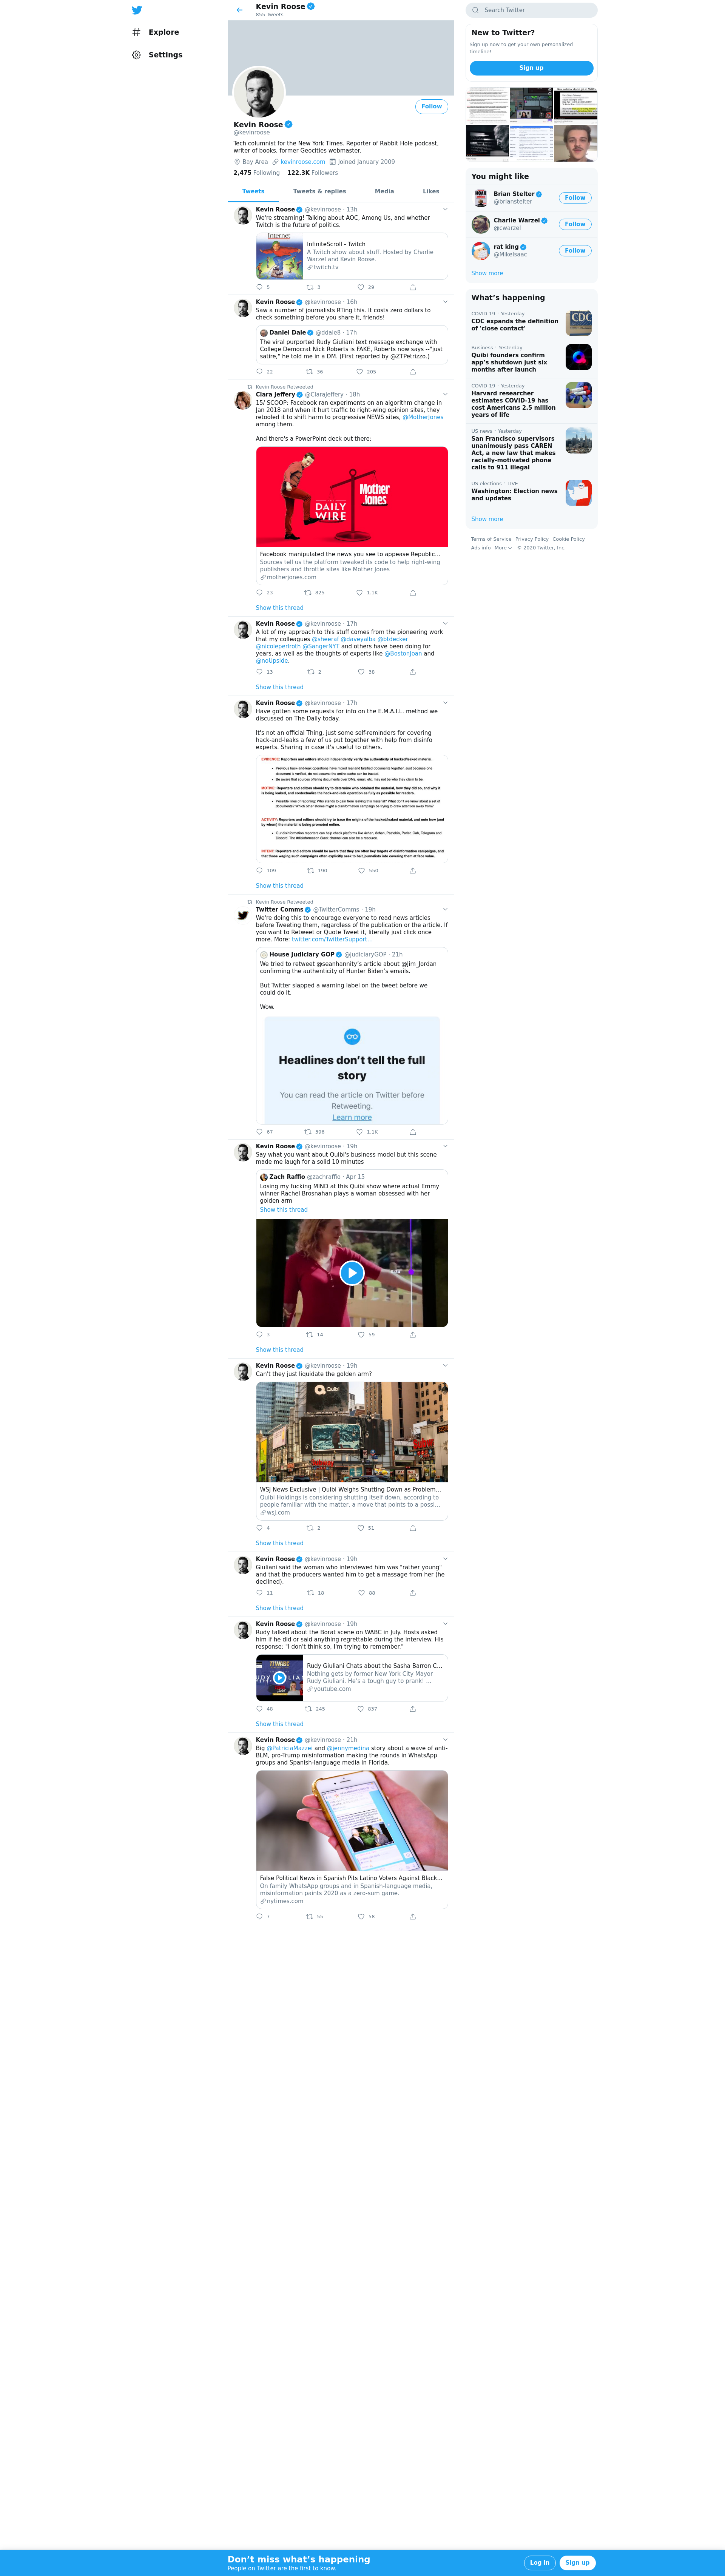 Explore
Settings
Kevin Roose
855 Tweets
Follow
Kevin Roose
@kevinroose
Tech columnist for the New York Times. Reporter of Rabbit Hole podcast,
writer of books, former Geocities webmaster.
Bay Area kevinroose.com Joined January 2009
2,475 Following 122.3K Followers
Tweets Tweets & replies Media Likes
Kevin Roose @kevinroose · 13h
We're streaming! Talking about AOC, Among Us, and whether
Twitch is the future of politics.
InfiniteScroll - Twitch
A Twitch show about stuff. Hosted by Charlie
Warzel and Kevin Roose.
twitch.tv
5 3 29
Kevin Roose @kevinroose · 16h
Saw a number of journalists RTing this. It costs zero dollars to
check something before you share it, friends!
Daniel Dale @ddale8 · 17h
The viral purported Rudy Giuliani text message exchange with
College Democrat Nick Roberts is FAKE, Roberts now says --"just
satire," he told me in a DM. (First reported by @ZTPetrizzo.)
22 36 205
Kevin Roose Retweeted
Clara Jeffery @ClaraJeffery · 18h
15/ SCOOP: Facebook ran experiments on an algorithm change in
Jan 2018 and when it hurt traffic to right-wing opinion sites, they
retooled it to shift harm to progressive NEWS sites, @MotherJones
among them.
And there's a PowerPoint deck out there:
THE DAILY WIRE
Mother Jones
Facebook manipulated the news you see to appease Republic...
Sources tell us the platform tweaked its code to help right-wing
publishers and throttle sites like Mother Jones
motherjones.com
23 825 1.1K
Show this thread
Kevin Roose @kevinroose · 17h
A lot of my approach to this stuff comes from the pioneering work
that my colleagues @sheeraf @daveyalba @btdecker
@nicoleperlroth @SangerNYT and others have been doing for
years, as well as the thoughts of experts like @BostonJoan and
@noUpside.
13 2 36
Show this thread
Kevin Roose @kevinroose · 17h
Have gotten some requests for info on the E.M.A.I.L. method we
discussed on The Daily today.
It's not an official Thing, just some self-reminders for covering
hack-and-leaks a few of us put together with help from disinfo
experts. Sharing in case it's useful to others.
EVIDENCE: Reporters and editors should independently verify the authenticity of hacked/leaked material.
109 190 550
Show this thread
Kevin Roose Retweeted
Twitter Comms @TwitterComms · 19h
We're doing this to encourage everyone to read news articles
before Tweeting them, regardless of the publication or the article. If
you want to Retweet or Quote Tweet it, literally just click once
more. More: twitter.com/TwitterSupport...
House Judiciary GOP @JudiciaryGOP · 21h
We tried to retweet @seanhannity's article about @Jim_Jordan
confirming the authenticity of Hunter Biden's emails.
But Twitter slapped a warning label on the tweet before we
could do it.
Wow.
Headlines don't tell the full
story
You can read the article on Twitter before
Retweeting.
Learn more
67 396 1.1K
Kevin Roose @kevinroose · 19h
Say what you want about Quibi's business model but this scene
made me laugh for a solid 10 minutes
Zach Raffio @zachraffio · Apr 15
Losing my fucking MIND at this Quibi show where actual Emmy
winner Rachel Brosnahan plays a woman obsessed with her
golden arm
Show this thread
3 14 59
Show this thread
Kevin Roose @kevinroose · 19h
Can't they just liquidate the golden arm?
Quibi
WSJ News Exclusive | Quibi Weighs Shutting Down as Problem...
Quibi Holdings is considering shutting itself down, according to
people familiar with the matter, a move that points to a possi...
wsj.com
4 2 51
Show this thread
Kevin Roose @kevinroose · 19h
Giuliani said the woman who interviewed him was "rather young"
and that the producers wanted him to get a massage from her (he
declined).
11 18 88
Show this thread
Kevin Roose @kevinroose · 19h
Rudy talked about the Borat scene on WABC in July. Hosts asked
him if he did or said anything regrettable during the interview. His
response: "I don't think so, I'm trying to remember."
Rudy Giuliani Chats about the Sasha Barron C...
Nothing gets by former New York City Mayor
Rudy Giuliani. He's a tough guy to prank! ...
youtube.com
48 245 837
Show this thread
Kevin Roose @kevinroose · 21h
Big @PatriciaMazzei and @jennymedina story about a wave of anti-
BLM, pro-Trump misinformation making the rounds in WhatsApp
groups and Spanish-language media in Florida.
False Political News in Spanish Pits Latino Voters Against Black...
On family WhatsApp groups and in Spanish-language media,
misinformation paints 2020 as a zero-sum game.
nytimes.com
7 55 58
Search Twitter
New to Twitter?
Sign up now to get your own personalized
timeline!
Sign up
You might like
Brian Stelter
@brianstelter
Follow
Charlie Warzel
@cwarzel
Follow
rat king
@MikeIsaac
Follow
Show more
What's happening
COVID-19 · Yesterday
CDC expands the definition
of 'close contact'
Business · Yesterday
Quibi founders confirm
app's shutdown just six
months after launch
COVID-19 · Yesterday
Harvard researcher
estimates COVID-19 has
cost Americans 2.5 million
years of life
US news · Yesterday
San Francisco supervisors
unanimously pass CAREN
Act, a new law that makes
racially-motivated phone
calls to 911 illegal
US elections · LIVE
Washington: Election news
and updates
Show more
Terms of Service Privacy Policy Cookie Policy
Ads info More © 2020 Twitter, Inc.
Don't miss what's happening
People on Twitter are the first to know.
Log in Sign up